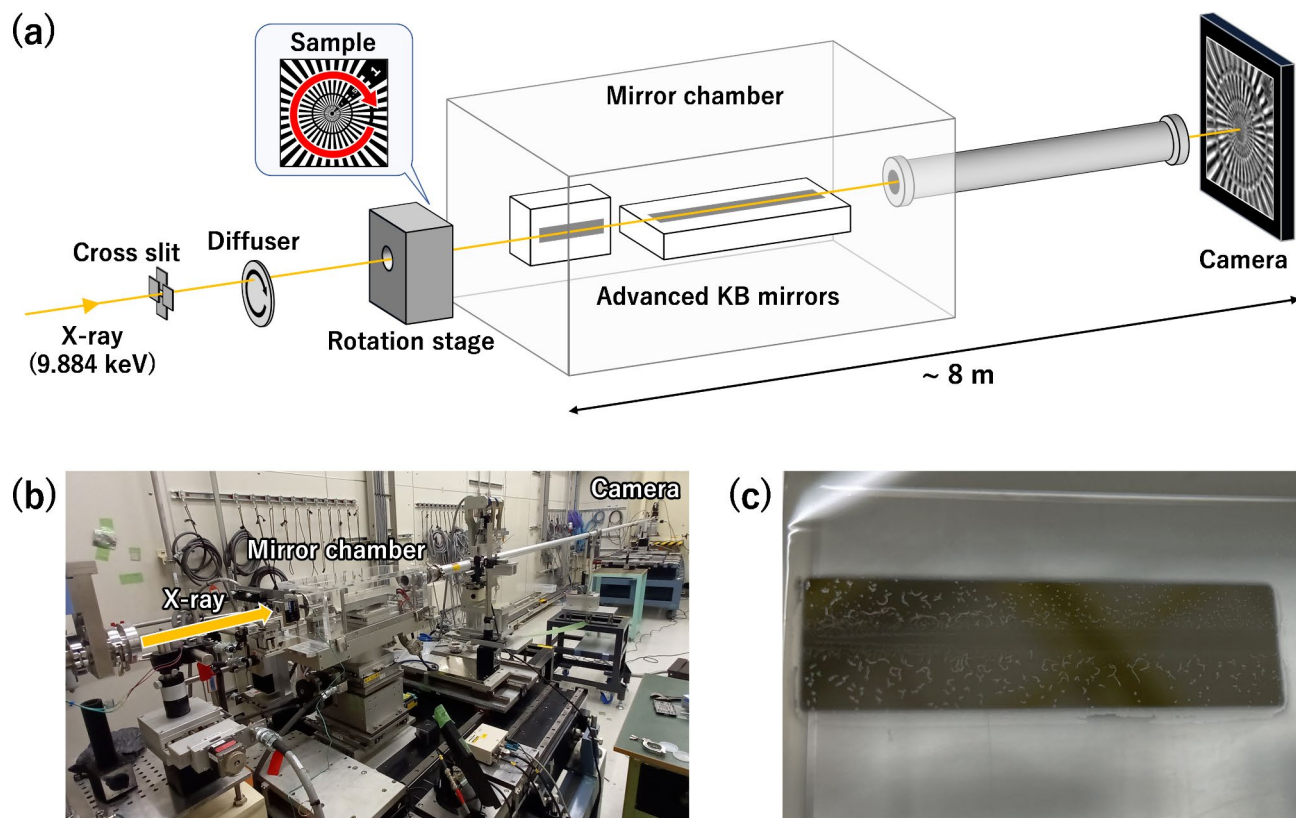 (a)
Sample
1
Mirror chamber
Diffuser
Cross slit
Camera
Advanced KB mirrors
Rotation stage
X-ray
(9.884 keV)
~ 8 m
(b)
Camera
Mirror chamber
X-ray
(c)